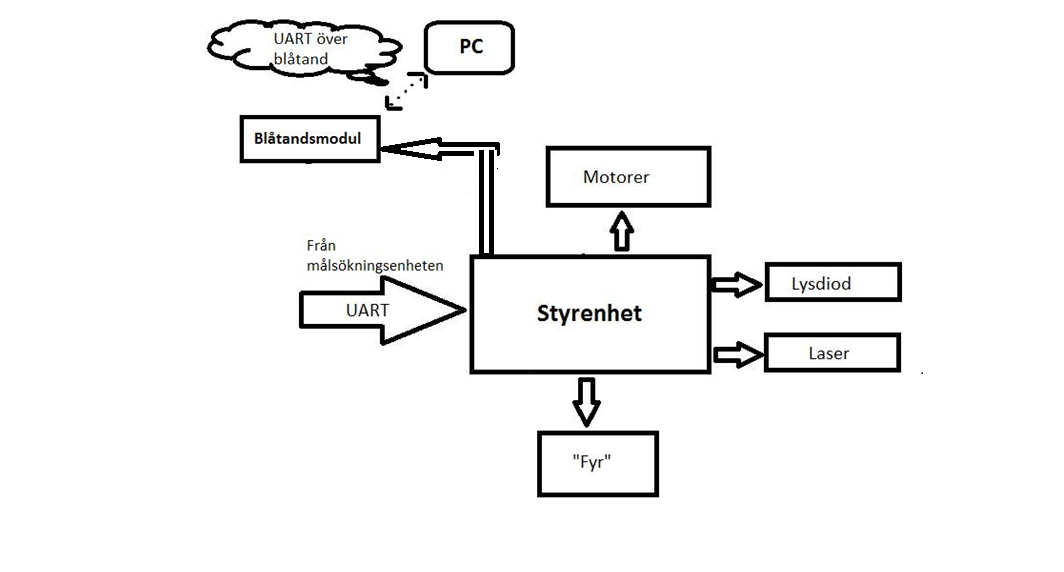 UART över
blåtand
PC
Blåtandsmodul
Motorer
Från
målsökningsenheten
UART
Styrenhet
Lysdiod
Laser
"Fyr"